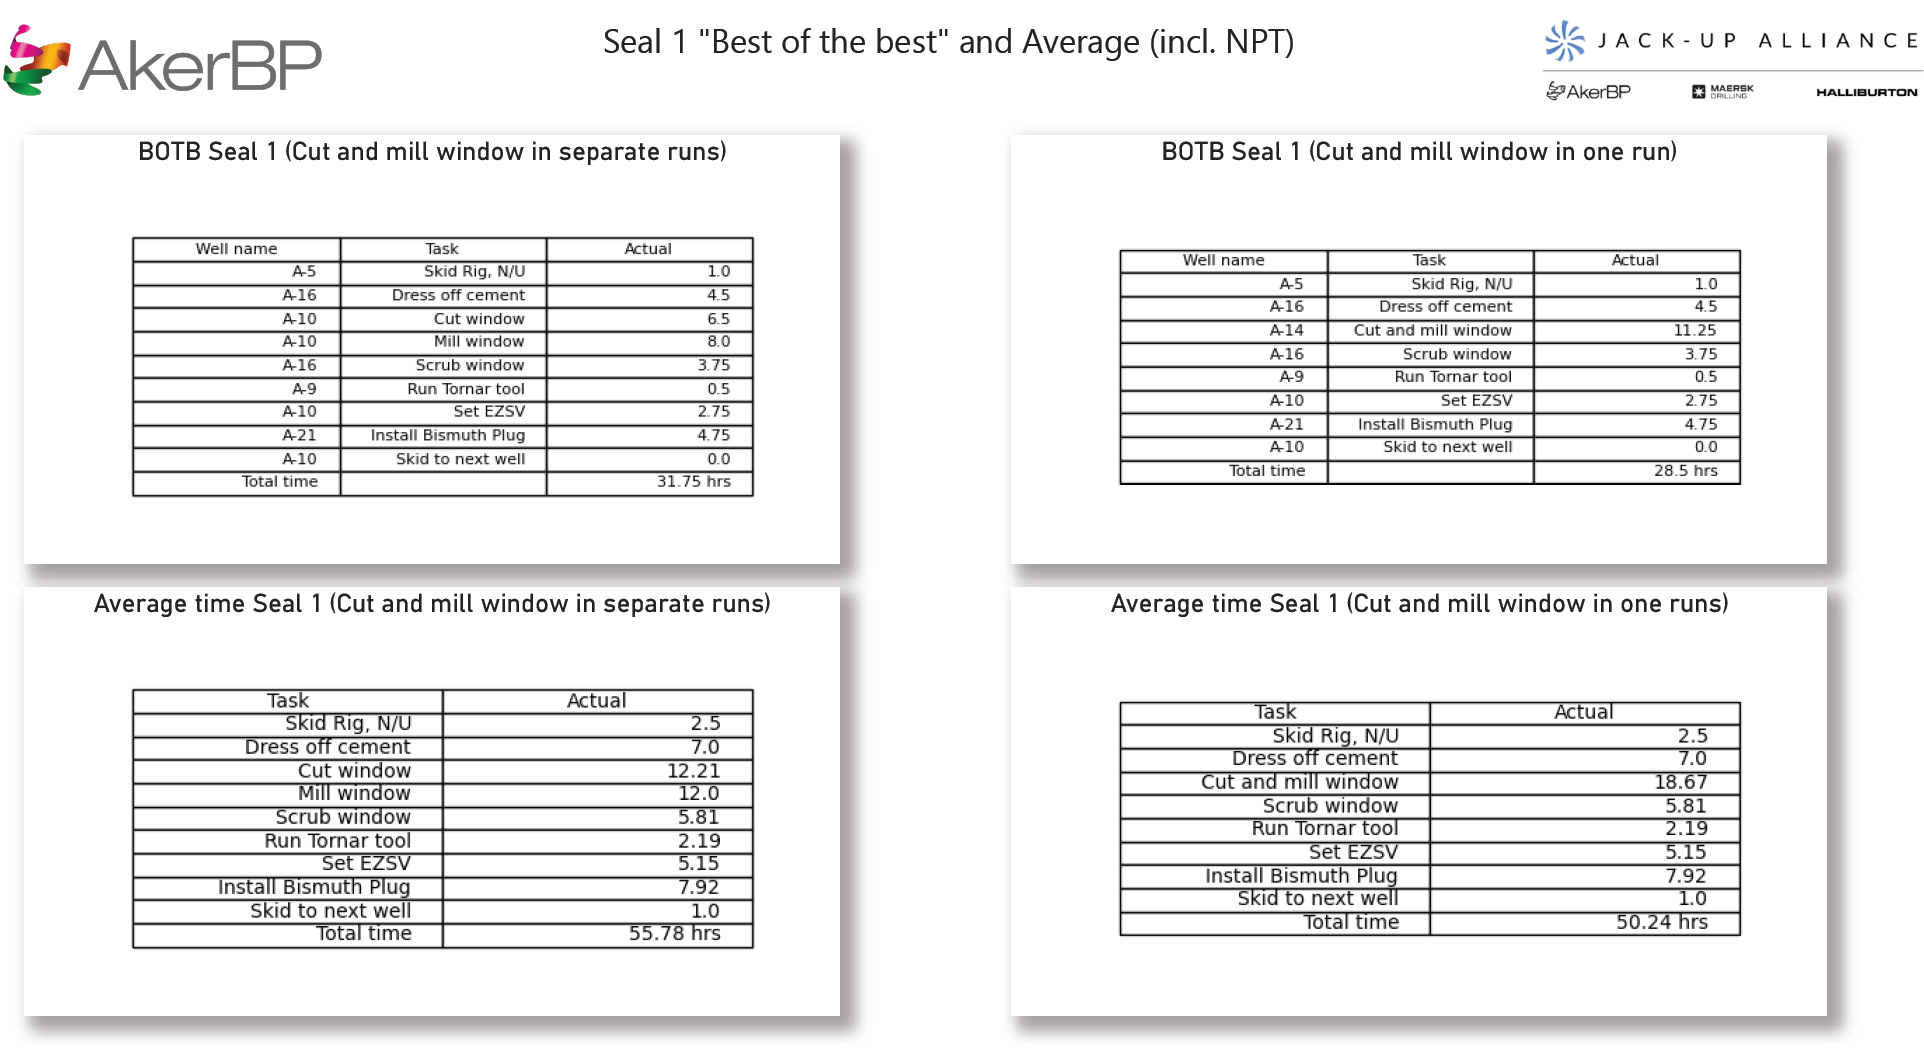 AkerBP
Seal 1 "Best of the best" and Average (incl. NPT)
JACK-UP ALLIANCE
AkerBP MAERSK DRILLING HALLIBURTON
BOTB Seal 1 (Cut and mill window in separate runs)
Well name Task Actual
A-5 Skid Rig, N/U 1.0
A-16 Dress off cement 4.5
A-10 Cut window 6.5
A-10 Mill window 8.0
A-16 Scrub window 3.75
A-9 Run Tornar tool 0.5
A-10 Set EZSV 2.75
A-21 Install Bismuth Plug 4.75
A-10 Skid to next well 0.0
Total time 31.75 hrs
BOTB Seal 1 (Cut and mill window in one run)
Well name Task Actual
A-5 Skid Rig, N/U 1.0
A-16 Dress off cement 4.5
A-14 Cut and mill window 11.25
A-16 Scrub window 3.75
A-9 Run Tornar tool 0.5
A-10 Set EZSV 2.75
A-21 Install Bismuth Plug 4.75
A-10 Skid to next well 0.0
Total time 28.5 hrs
Average time Seal 1 (Cut and mill window in separate runs)
Task Actual
Skid Rig, N/U 2.5
Dress off cement 7.0
Cut window 12.21
Mill window 12.0
Scrub window 5.81
Run Tornar tool 2.19
Set EZSV 5.15
Install Bismuth Plug 7.92
Skid to next well 1.0
Total time 55.78 hrs
Average time Seal 1 (Cut and mill window in one runs)
Task Actual
Skid Rig, N/U 2.5
Dress off cement 7.0
Cut and mill window 18.67
Scrub window 5.81
Run Tornar tool 2.19
Set EZSV 5.15
Install Bismuth Plug 7.92
Skid to next well 1.0
Total time 50.24 hrs